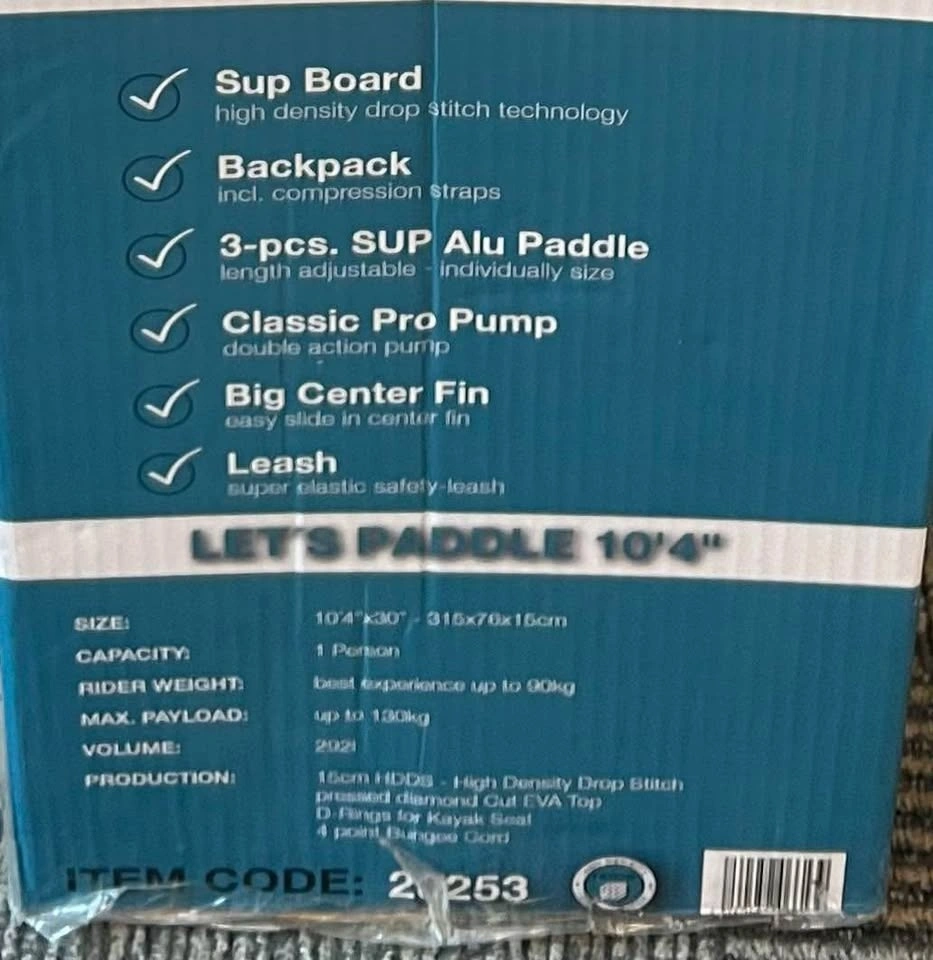 Sup Board
high density drop stitch technology
Backpack
incl. compression straps
3-pcs. SUP Alu Paddle
length adjustable - individually size
Classic Pro Pump
double action pump
Big Center Fin
easy slide in center fin
Leash
super elastic safety-leash
LET'S PADDLE 10'4"
SIZE: 10'4"x30" - 315x76x15cm
CAPACITY: 1 Person
RIDER WEIGHT: best experience up to 90kg
MAX. PAYLOAD: up to 130kg
VOLUME: 292l
PRODUCTION: 15cm HDDS - High Density Drop Stitch
pressed diamond Cut EVA Top
D-Rings for Kayak Seat
4 point Bungee Cord
ITEM CODE: